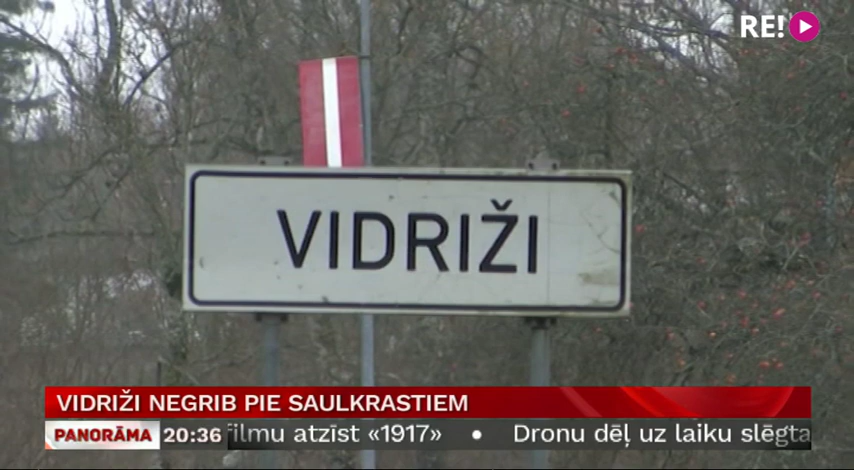 RE!
VIDRIŽI
VIDRIŽI NEGRIB PIE SAULKRASTIEM
PANORĀMA 20:36 filmu atzīst «1917» • Dronu dēļ uz laiku slēgta